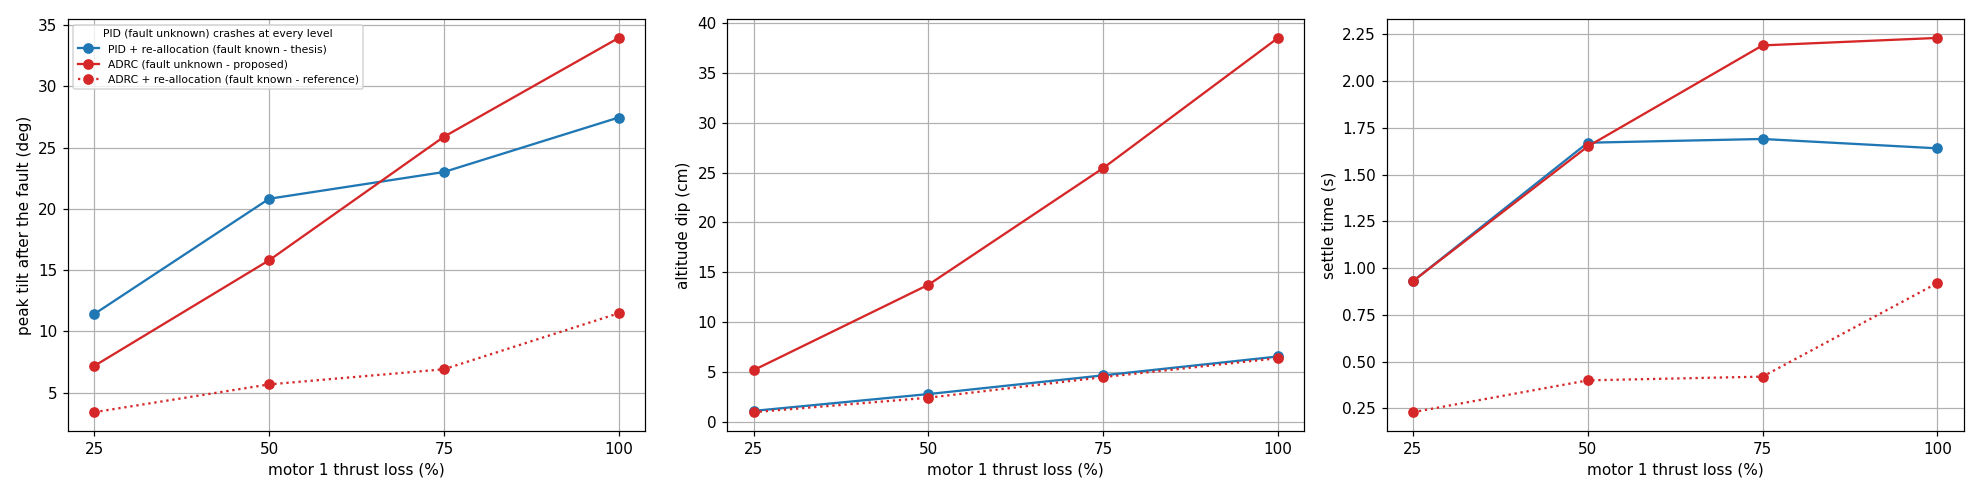 35
30
25
20
15
10
5
peak tilt after the fault (deg)
PID (fault unknown) crashes at every level
PID + re-allocation (fault known - thesis)
ADRC (fault unknown - proposed)
ADRC + re-allocation (fault known - reference)
25 50 75 100
motor 1 thrust loss (%)
40
35
30
25
20
15
10
5
0
altitude dip (cm)
25 50 75 100
motor 1 thrust loss (%)
2.25
2.00
1.75
1.50
1.25
1.00
0.75
0.50
0.25
settle time (s)
25 50 75 100
motor 1 thrust loss (%)